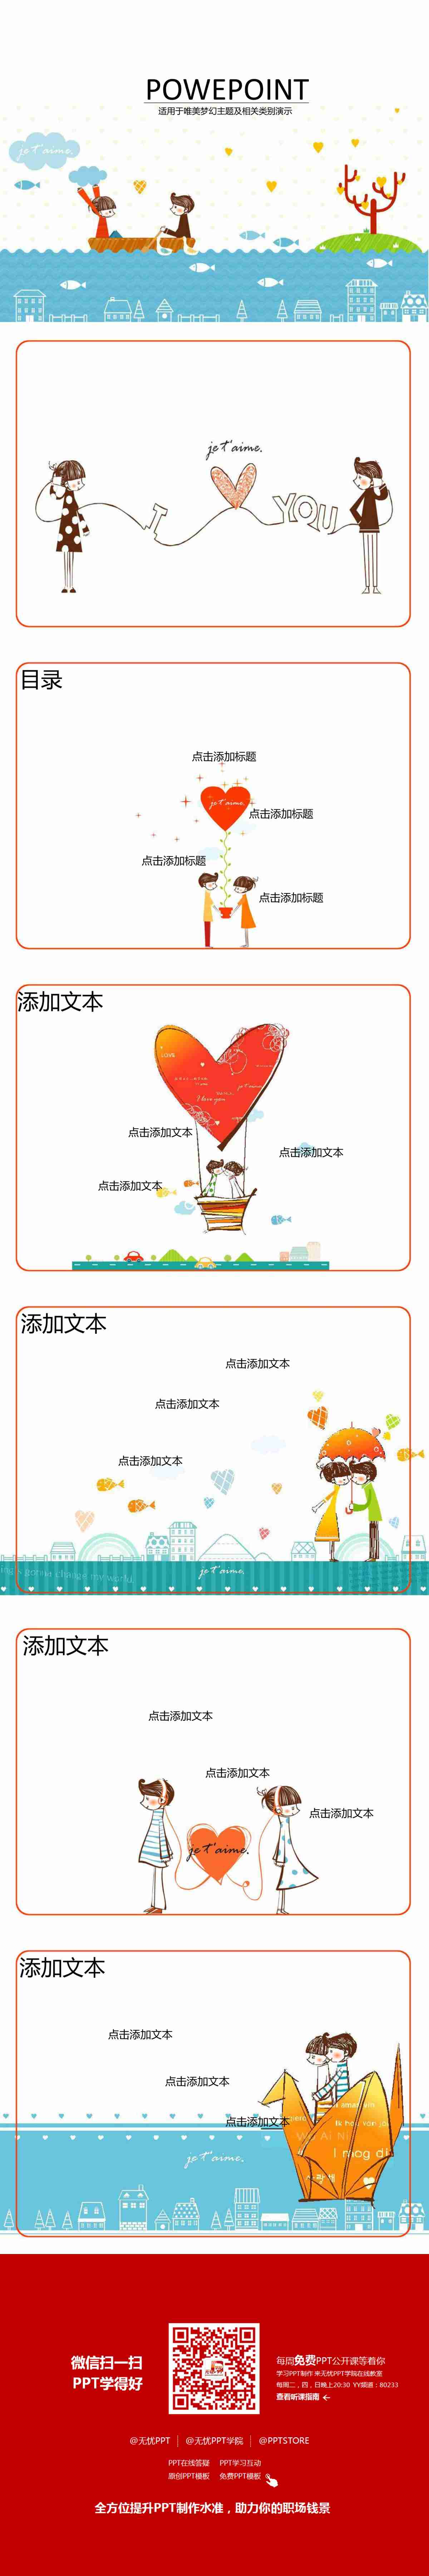 POWEPOINT
适用于唯美梦幻主题及相关类别演示
je t'aime.
je t'aime.
I
YOU
目录
点击添加标题
je t'aime.
点击添加标题
点击添加标题
点击添加标题
添加文本
LOVE
I love you
点击添加文本
点击添加文本
点击添加文本
添加文本
点击添加文本
点击添加文本
点击添加文本
gonna change my world
je t'aime.
添加文本
点击添加文本
点击添加文本
点击添加文本
je t'aime.
添加文本
点击添加文本
点击添加文本
点击添加文本
Ai Ni
je t'aime.
微信扫一扫
PPT学得好
每周免费PPT公开课等着你
学习PPT制作 来无忧PPT学院在线教室
每周二、四、日晚上20:30 YY频道：80233
查看听课指南
@无忧PPT
@无忧PPT学院
@PPTSTORE
PPT在线答疑 PPT学习互动
原创PPT模板 免费PPT模板
全方位提升PPT制作水准，助力你的职场钱景